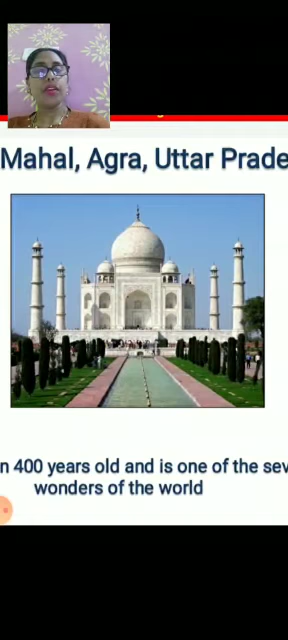 Mahal, Agra, Uttar Prade
n 400 years old and is one of the sev
wonders of the world